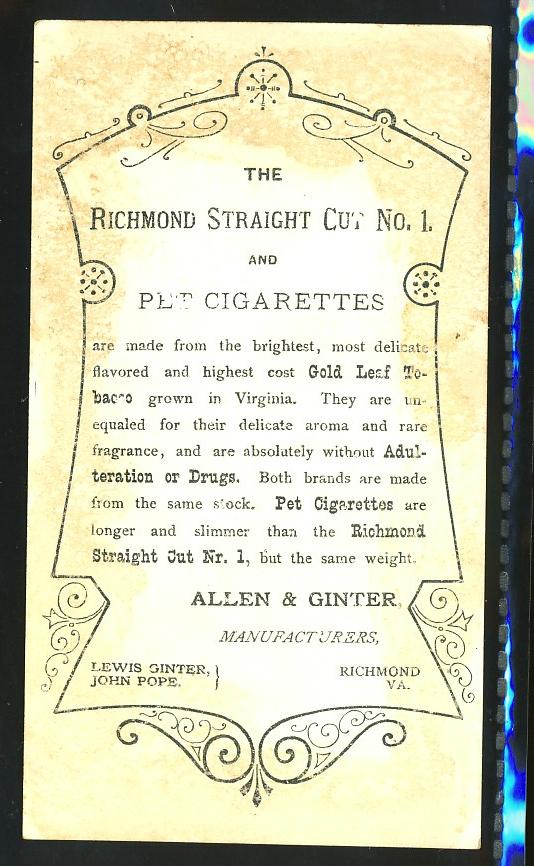 THE
RICHMOND STRAIGHT CUT NO. 1.
AND
PET CIGARETTES
are made from the brightest, most delicate
flavored and highest cost Gold Leaf To-
bacco grown in Virginia. They are un-
equaled for their delicate aroma and rare
fragrance, and are absolutely without Adul-
teration or Drugs. Both brands are made
from the same stock. Pet Cigarettes are
longer and slimmer than the Richmond
Straight Cut Nr. 1, but the same weight.
ALLEN & GINTER,
MANUFACTURERS,
LEWIS GINTER, }
JOHN POPE.
RICHMOND
VA.